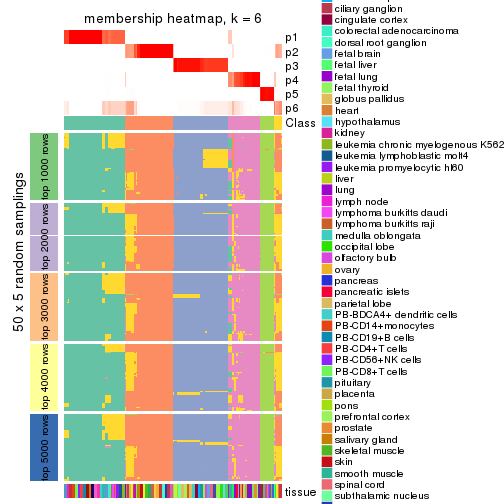 membership heatmap, k = 6
p1
p2
p3
p4
p5
p6
Class
50 x 5 random samplings
top 1000 rows
top 2000 rows
top 3000 rows
top 4000 rows
top 5000 rows
tissue
ciliary ganglion
cingulate cortex
colorectal adenocarcinoma
dorsal root ganglion
fetal brain
fetal liver
fetal lung
fetal thyroid
globus pallidus
heart
hypothalamus
kidney
leukemia chronic myelogenous K562
leukemia lymphoblastic molt4
leukemia promyelocytic hl60
liver
lung
lymph node
lymphoma burkitts daudi
lymphoma burkitts raji
medulla oblongata
occipital lobe
olfactory bulb
ovary
pancreas
pancreatic islets
parietal lobe
PB-BDCA4+ dendritic cells
PB-CD14+ monocytes
PB-CD19+ B cells
PB-CD4+ T cells
PB-CD56+ NK cells
PB-CD8+ T cells
pituitary
placenta
pons
prefrontal cortex
prostate
salivary gland
skeletal muscle
skin
smooth muscle
spinal cord
subthalamic nucleus